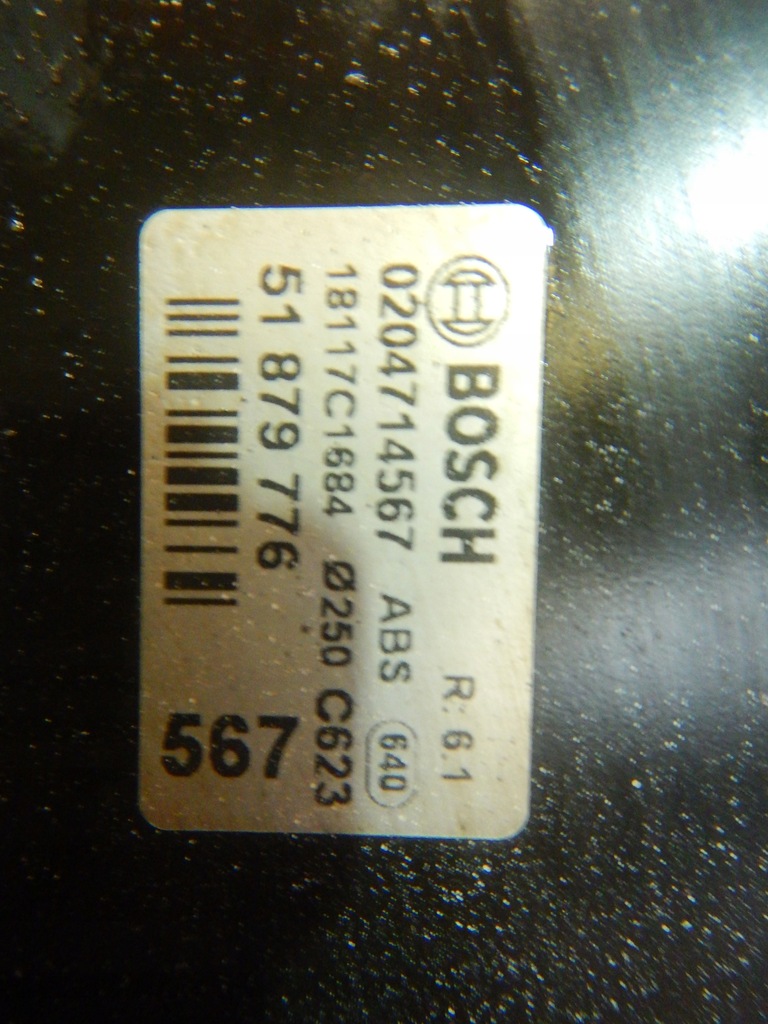 BOSCH R: 6.1
0204714567 ABS 640
18117C1684 Ø250 C623
51 879 776
567